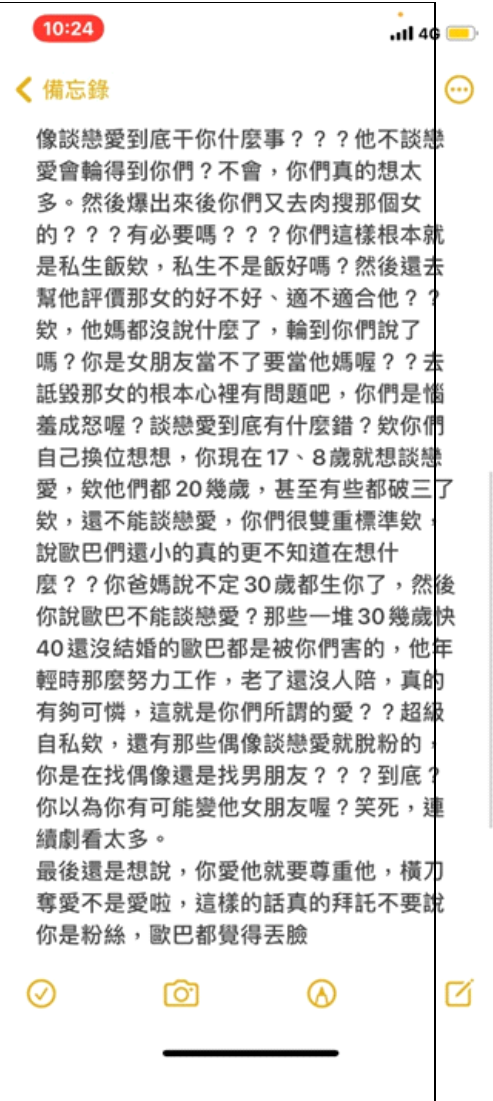 10:24
4G
備忘錄
像談戀愛到底干你什麼事？？？他不談戀
愛會輪得到你們？不會，你們真的想太
多。然後爆出來後你們又去肉搜那個女
的？？？有必要嗎？？？你們這樣根本就
是私生飯欸，私生不是飯好嗎？然後還去
幫他評價那女的好不好、適不適合他？？
欸，他媽都沒說什麼了，輪到你們說了
嗎？你是女朋友當不了要當他媽喔？？去
詆毀那女的根本心裡有問題吧，你們是惱
羞成怒喔？談戀愛到底有什麼錯？欸你們
自己換位想想，你現在17、8歲就想談戀
愛，欸他們都20幾歲，甚至有些都破三了
欸，還不能談戀愛，你們很雙重標準欸，
說歐巴們還小的真的更不知道在想什
麼？？你爸媽說不定30歲都生你了，然後
你說歐巴不能談戀愛？那些一堆30幾歲快
40還沒結婚的歐巴都是被你們害的，他年
輕時那麼努力工作，老了還沒人陪，真的
有夠可憐，這就是你們所謂的愛？？超級
自私欸，還有那些偶像談戀愛就脫粉的，
你是在找偶像還是找男朋友？？？到底？
你以為你有可能變他女朋友喔？笑死，連
續劇看太多。
最後還是想說，你愛他就要尊重他，橫刀
奪愛不是愛啦，這樣的話真的拜託不要說
你是粉絲，歐巴都覺得丟臉